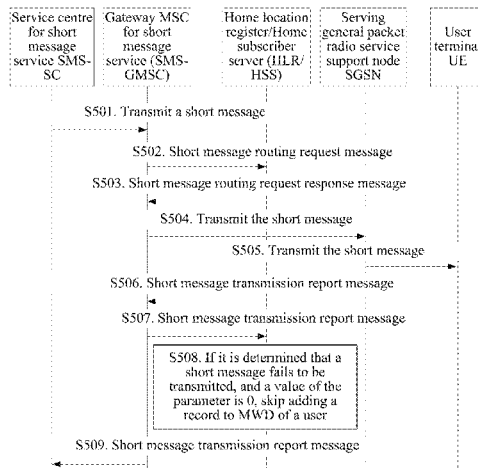 Service centre
for short
message
service SMS-
SC
Gateway MSC
for short
message
service (SMS-
GMSC)
Home location
register/Home
subscriber
server (HLR/
HSS)
Serving
general packet
radio service
support node
SGSN
User
termina
UE
S501. Transmit a short message
S502. Short message routing request message
S503. Short message routing request response message
S504. Transmit the short message
S505. Transmit the short message
S506. Short message transmission report message
S507. Short message transmission report message
S508. If it is determined that a
short message fails to be
transmitted, and a value of the
parameter is 0, skip adding a
record to MWD of a user
S509. Short message transmission report message